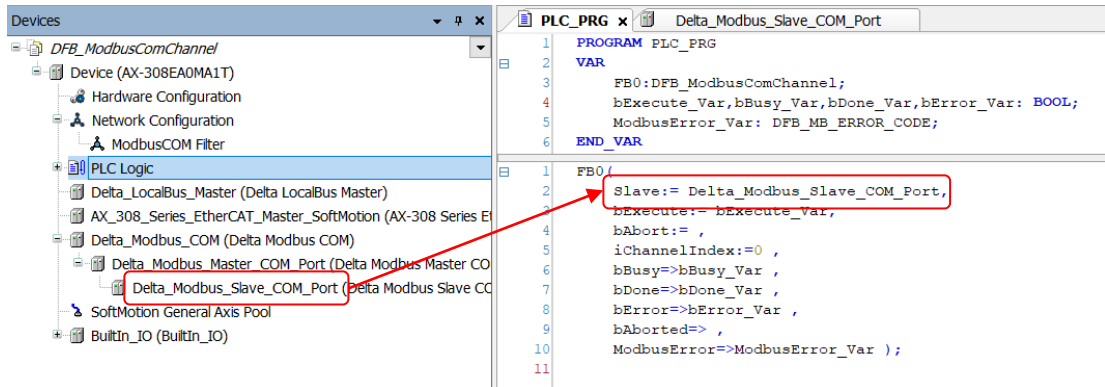 Devices
DFB_ModbusComChannel
Device (AX-308EA0MA1T)
Hardware Configuration
Network Configuration
ModbusCOM Filter
PLC Logic
Delta_LocalBus_Master (Delta LocalBus Master)
AX_308_Series_EtherCAT_Master_SoftMotion (AX-308 Series Et
Delta_Modbus_COM (Delta Modbus COM)
Delta_Modbus_Master_COM_Port (Delta Modbus Master CO
Delta_Modbus_Slave_COM_Port (Delta Modbus Slave CC
SoftMotion General Axis Pool
BuiltIn_IO (BuiltIn_IO)
PLC_PRG x Delta_Modbus_Slave_COM_Port
1 PROGRAM PLC_PRG
2 VAR
3 FB0:DFB_ModbusComChannel;
4 bExecute_Var,bBusy_Var,bDone_Var,bError_Var: BOOL;
5 ModbusError_Var: DFB_MB_ERROR_CODE;
6 END_VAR
1 FB0(
2 Slave:= Delta_Modbus_Slave_COM_Port,
3 bExecute:= bExecute_Var,
4 bAbort:= ,
5 iChannelIndex:=0 ,
6 bBusy=>bBusy_Var ,
7 bDone=>bDone_Var ,
8 bError=>bError_Var ,
9 bAborted=> ,
10 ModbusError=>ModbusError_Var );
11